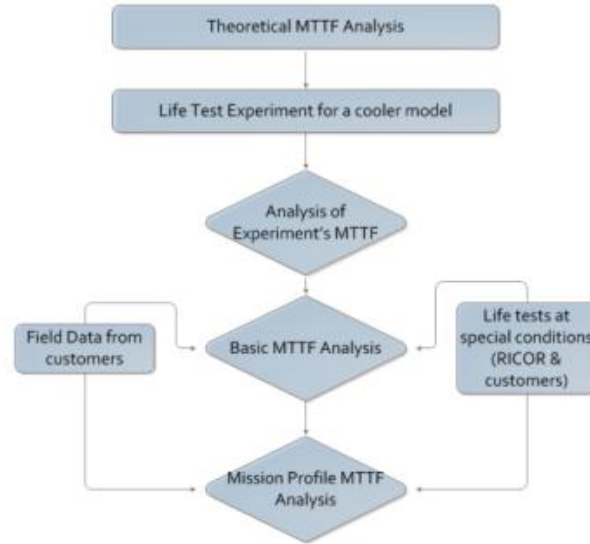 Theoretical MTTF Analysis
Life Test Experiment for a cooler model
Analysis of
Experiment's MTTF
Field Data from
customers
Basic MTTF Analysis
Life tests at
special conditions
(RICOR &
customers)
Mission Profile MTTF
Analysis